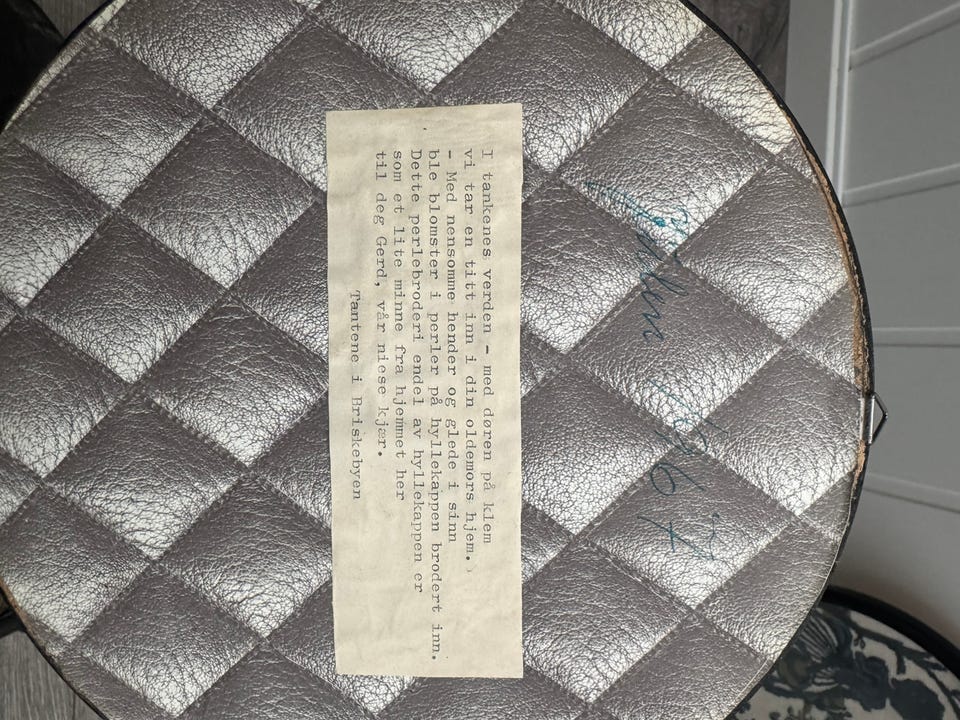 Julen 1967
I tankenes verden - med døren på klem
vi tar en titt inn i din oldemors hjem.
- Med nensomme hender og glede i sinn
ble blomster i perler på hyllekappen brodert inn.
Dette perlebroderi endel av hyllekappen er
som et lite minne fra hjemmet her
til deg Gerd, vår niese kjær.
Tantene i Briskebyen